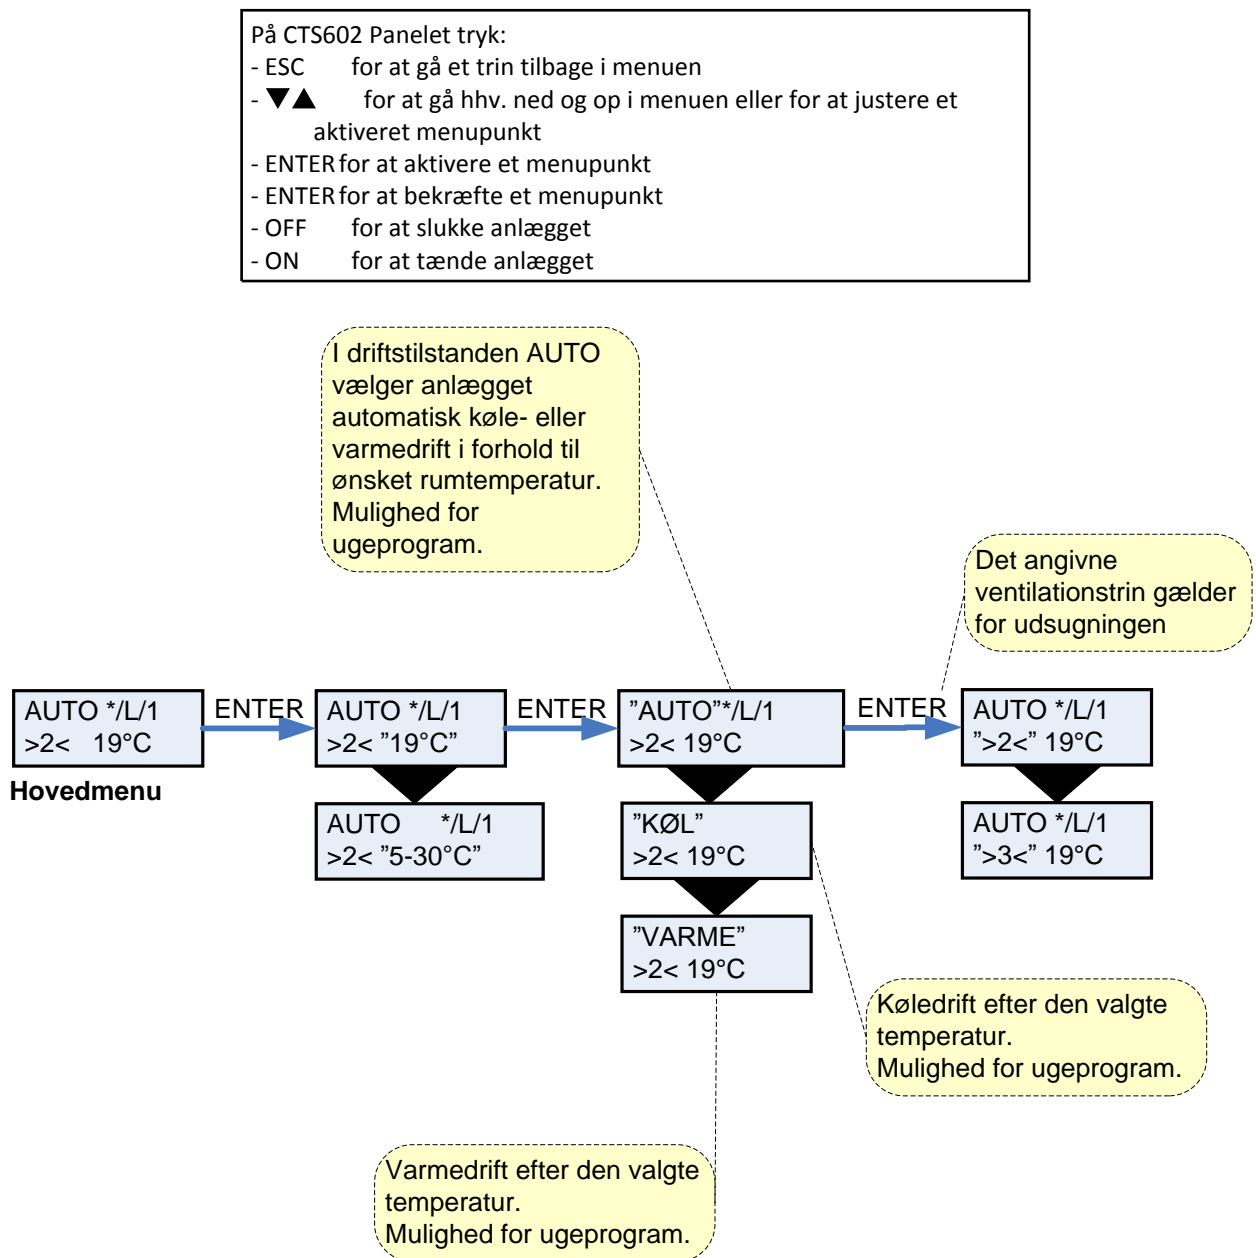 På CTS602 Panelet tryk:
- ESC for at gå et trin tilbage i menuen
- ▼▲ for at gå hhv. ned og op i menuen eller for at justere et
aktiveret menupunkt
- ENTER for at aktivere et menupunkt
- ENTER for at bekræfte et menupunkt
- OFF for at slukke anlægget
- ON for at tænde anlægget
I driftstilstanden AUTO
vælger anlægget
automatisk køle- eller
varmedrift i forhold til
ønsket rumtemperatur.
Mulighed for
ugeprogram.
Det angivne
ventilationstrin gælder
for udsugningen
AUTO */L/1
>2< 19°C
ENTER
AUTO */L/1
>2< ”19°C”
ENTER
”AUTO”*/L/1
>2< 19°C
ENTER
AUTO */L/1
”>2<” 19°C
Hovedmenu
AUTO */L/1
>2< ”5-30°C”
”KØL”
>2< 19°C
AUTO */L/1
”>3<” 19°C
”VARME”
>2< 19°C
Køledrift efter den valgte
temperatur.
Mulighed for ugeprogram.
Varmedrift efter den valgte
temperatur.
Mulighed for ugeprogram.